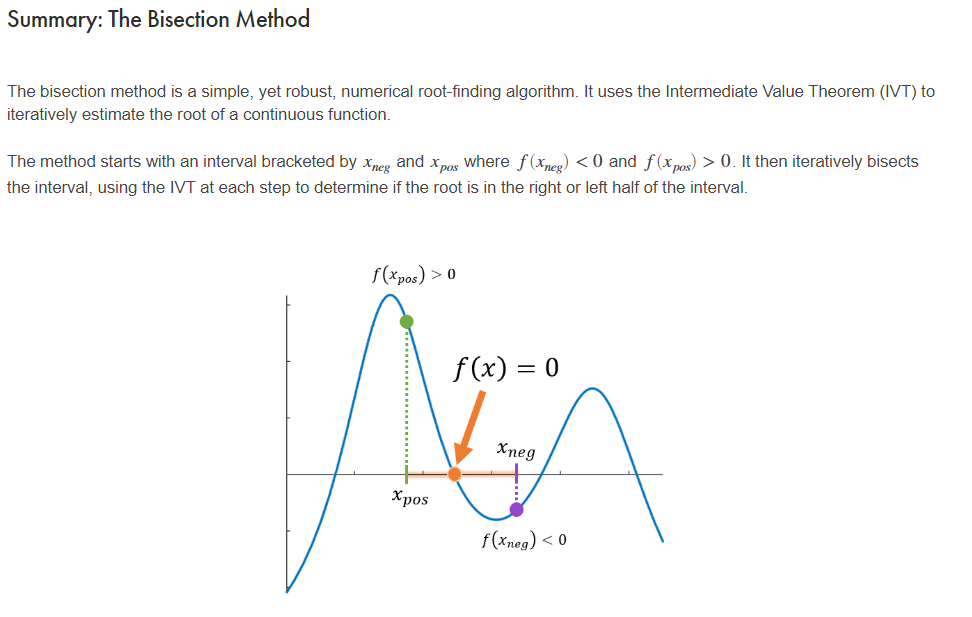 Summary: The Bisection Method
The bisection method is a simple, yet robust, numerical root-finding algorithm. It uses the Intermediate Value Theorem (IVT) to
iteratively estimate the root of a continuous function.
The method starts with an interval bracketed by x_neg and x_pos where f(x_neg) < 0 and f(x_pos) > 0. It then iteratively bisects
the interval, using the IVT at each step to determine if the root is in the right or left half of the interval.
f(x_pos) > 0
f(x) = 0
x_neg
x_pos
f(x_neg) < 0